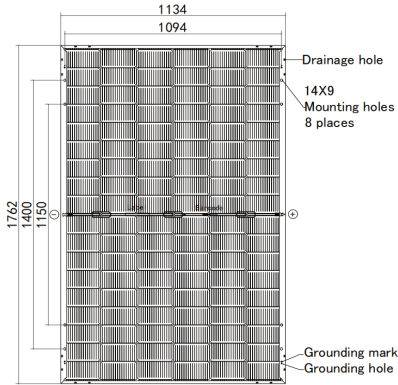 1134
1094
Drainage hole
14X9
Mounting holes
8 places
1762
1400
1150
Grounding mark
Grounding hole